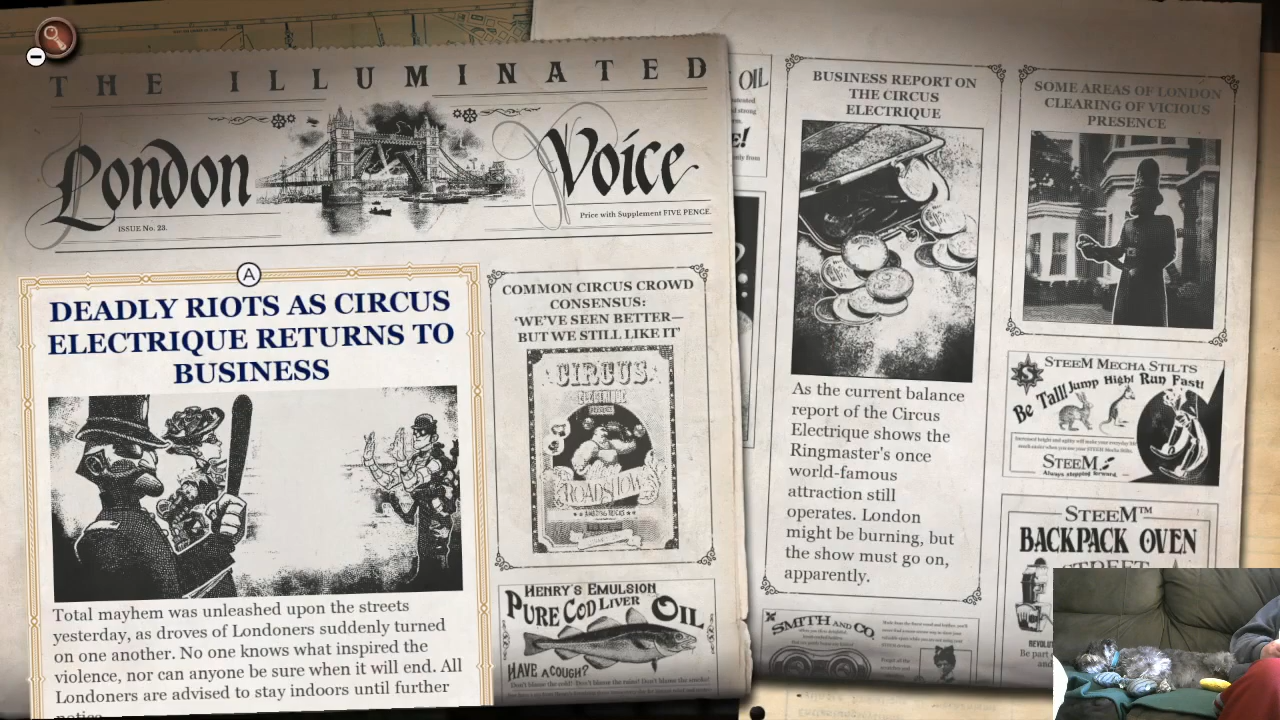 THE ILLUMINATED
London Voice
ISSUE No. 23.
Price with Supplement FIVE PENCE.
A
DEADLY RIOTS AS CIRCUS
ELECTRIQUE RETURNS TO
BUSINESS
Total mayhem was unleashed upon the streets
yesterday, as droves of Londoners suddenly turned
on one another. No one knows what inspired the
violence, nor can anyone be sure when it will end. All
Londoners are advised to stay indoors until further
notice.
COMMON CIRCUS CROWD
CONSENSUS:
'WE'VE SEEN BETTER—
BUT WE STILL LIKE IT'
CIRCUS
ROADSHOW
HENRY'S EMULSION
PURE COD LIVER OIL
HAVE A COUGH?
OIL
BUSINESS REPORT ON
THE CIRCUS
ELECTRIQUE
As the current balance
report of the Circus
Electrique shows the
Ringmaster's once
world-famous
attraction still
operates. London
might be burning, but
the show must go on,
apparently.
SMITH AND CO.
SOME AREAS OF LONDON
CLEARING OF VICIOUS
PRESENCE
STEEM MECHA STILTS
Be Tall! Jump High! Run Fast!
STEEM
Always stepping forward.
STEEM™
BACKPACK OVEN
Be part